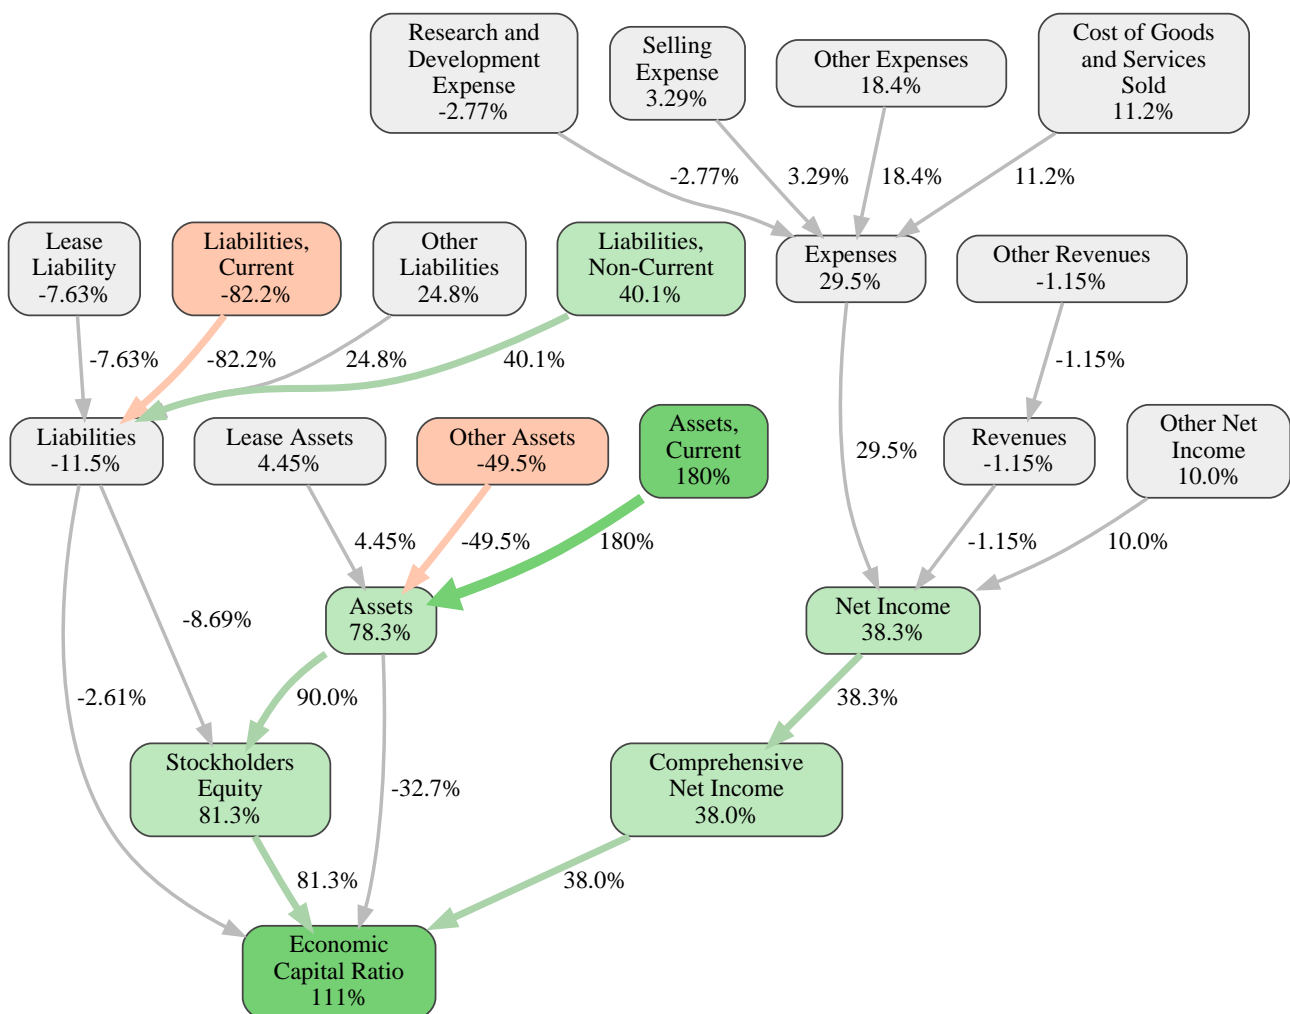 Research and
Development
Expense
-2.77%
Selling
Expense
3.29%
Other Expenses
18.4%
Cost of Goods
and Services
Sold
11.2%
-2.77%
3.29%
18.4%
11.2%
Lease
Liability
-7.63%
Liabilities,
Current
-82.2%
Other
Liabilities
24.8%
Liabilities,
Non-Current
40.1%
Expenses
29.5%
Other Revenues
-1.15%
-7.63%
-82.2%
24.8%
40.1%
-1.15%
Liabilities
-11.5%
Lease Assets
4.45%
Other Assets
-49.5%
Assets,
Current
180%
29.5%
Revenues
-1.15%
Other Net
Income
10.0%
4.45%
-49.5%
180%
-1.15%
10.0%
-8.69%
Assets
78.3%
Net Income
38.3%
-2.61%
90.0%
38.3%
Stockholders
Equity
81.3%
-32.7%
Comprehensive
Net Income
38.0%
81.3%
38.0%
Economic
Capital Ratio
111%